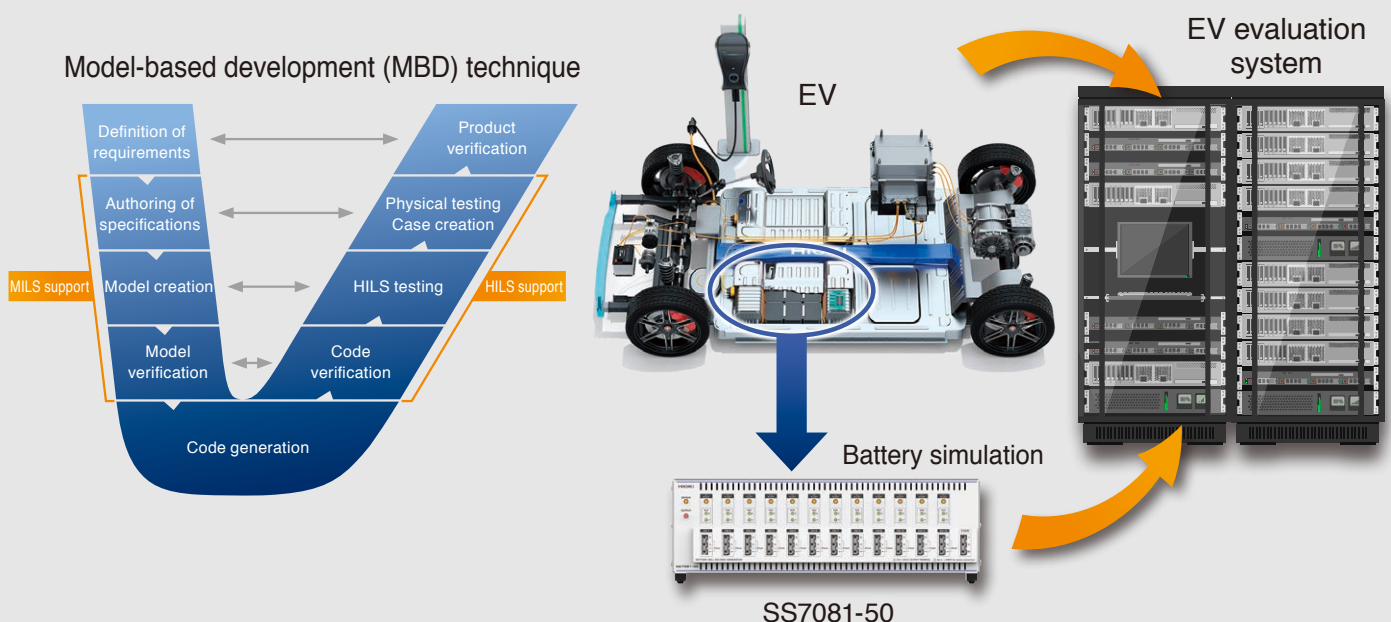 Model-based development (MBD) technique
Definition of
requirements
Product
verification
Authoring of
specifications
Physical testing
Case creation
MILS support
Model creation
HILS testing
HILS support
Model
verification
Code
verification
Code generation
EV
EV evaluation
system
Battery simulation
HIOKI
SS7081-50